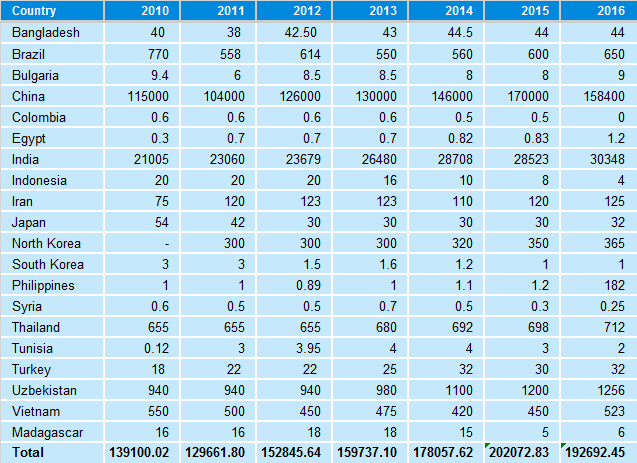 Country 2010 2011 2012 2013 2014 2015 2016
Bangladesh 40 38 42.50 43 44.5 44 44
Brazil 770 558 614 550 560 600 650
Bulgaria 9.4 6 8.5 8.5 8 8 9
China 115000 104000 126000 130000 146000 170000 158400
Colombia 0.6 0.6 0.6 0.6 0.5 0.5 0
Egypt 0.3 0.7 0.7 0.7 0.82 0.83 1.2
India 21005 23060 23679 26480 28708 28523 30348
Indonesia 20 20 20 16 10 8 4
Iran 75 120 123 123 110 120 125
Japan 54 42 30 30 30 30 32
North Korea - 300 300 300 320 350 365
South Korea 3 3 1.5 1.6 1.2 1 1
Philippines 1 1 0.89 1 1.1 1.2 182
Syria 0.6 0.5 0.5 0.7 0.5 0.3 0.25
Thailand 655 655 655 680 692 698 712
Tunisia 0.12 3 3.95 4 4 3 2
Turkey 18 22 22 25 32 30 32
Uzbekistan 940 940 940 980 1100 1200 1256
Vietnam 550 500 450 475 420 450 523
Madagascar 16 16 18 18 15 5 6
Total 139100.02 129661.80 152845.64 159737.10 178057.62 202072.83 192692.45